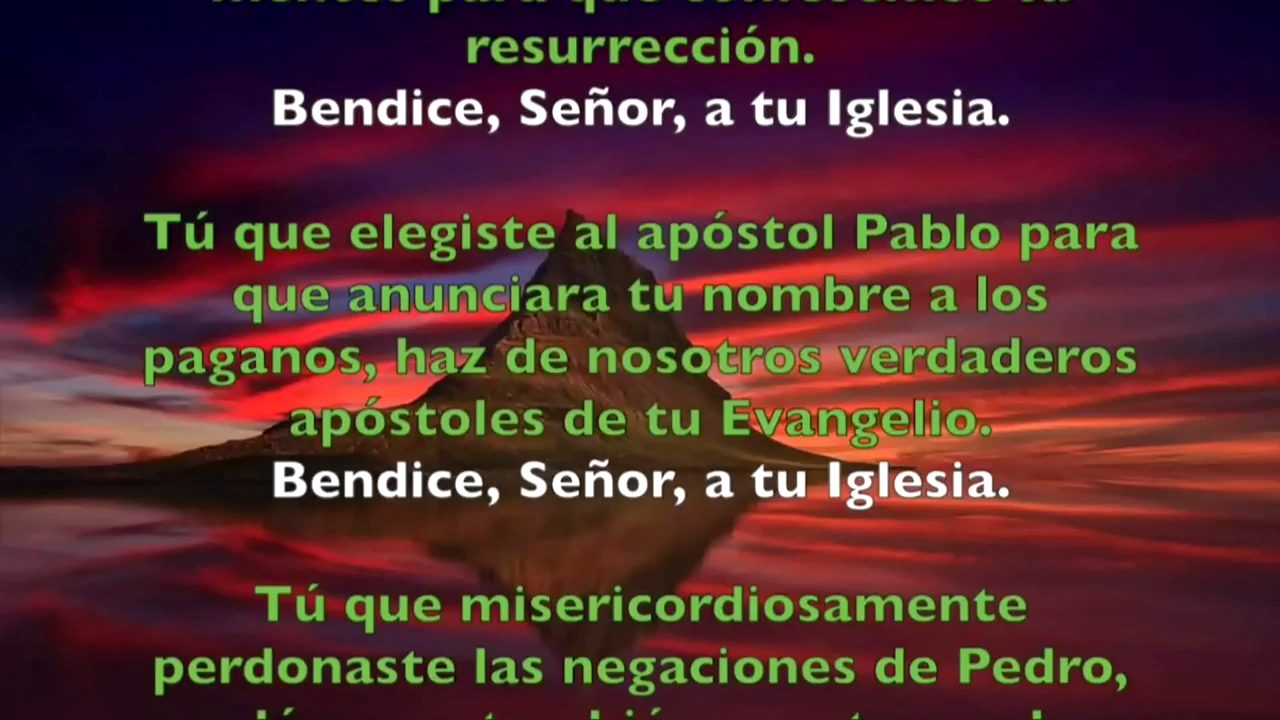 resurrección.
Bendice, Señor, a tu Iglesia.
Tú que elegiste al apóstol Pablo para
que anunciara tu nombre a los
paganos, haz de nosotros verdaderos
apóstoles de tu Evangelio.
Bendice, Señor, a tu Iglesia.
Tú que misericordiosamente
perdonaste las negaciones de Pedro,